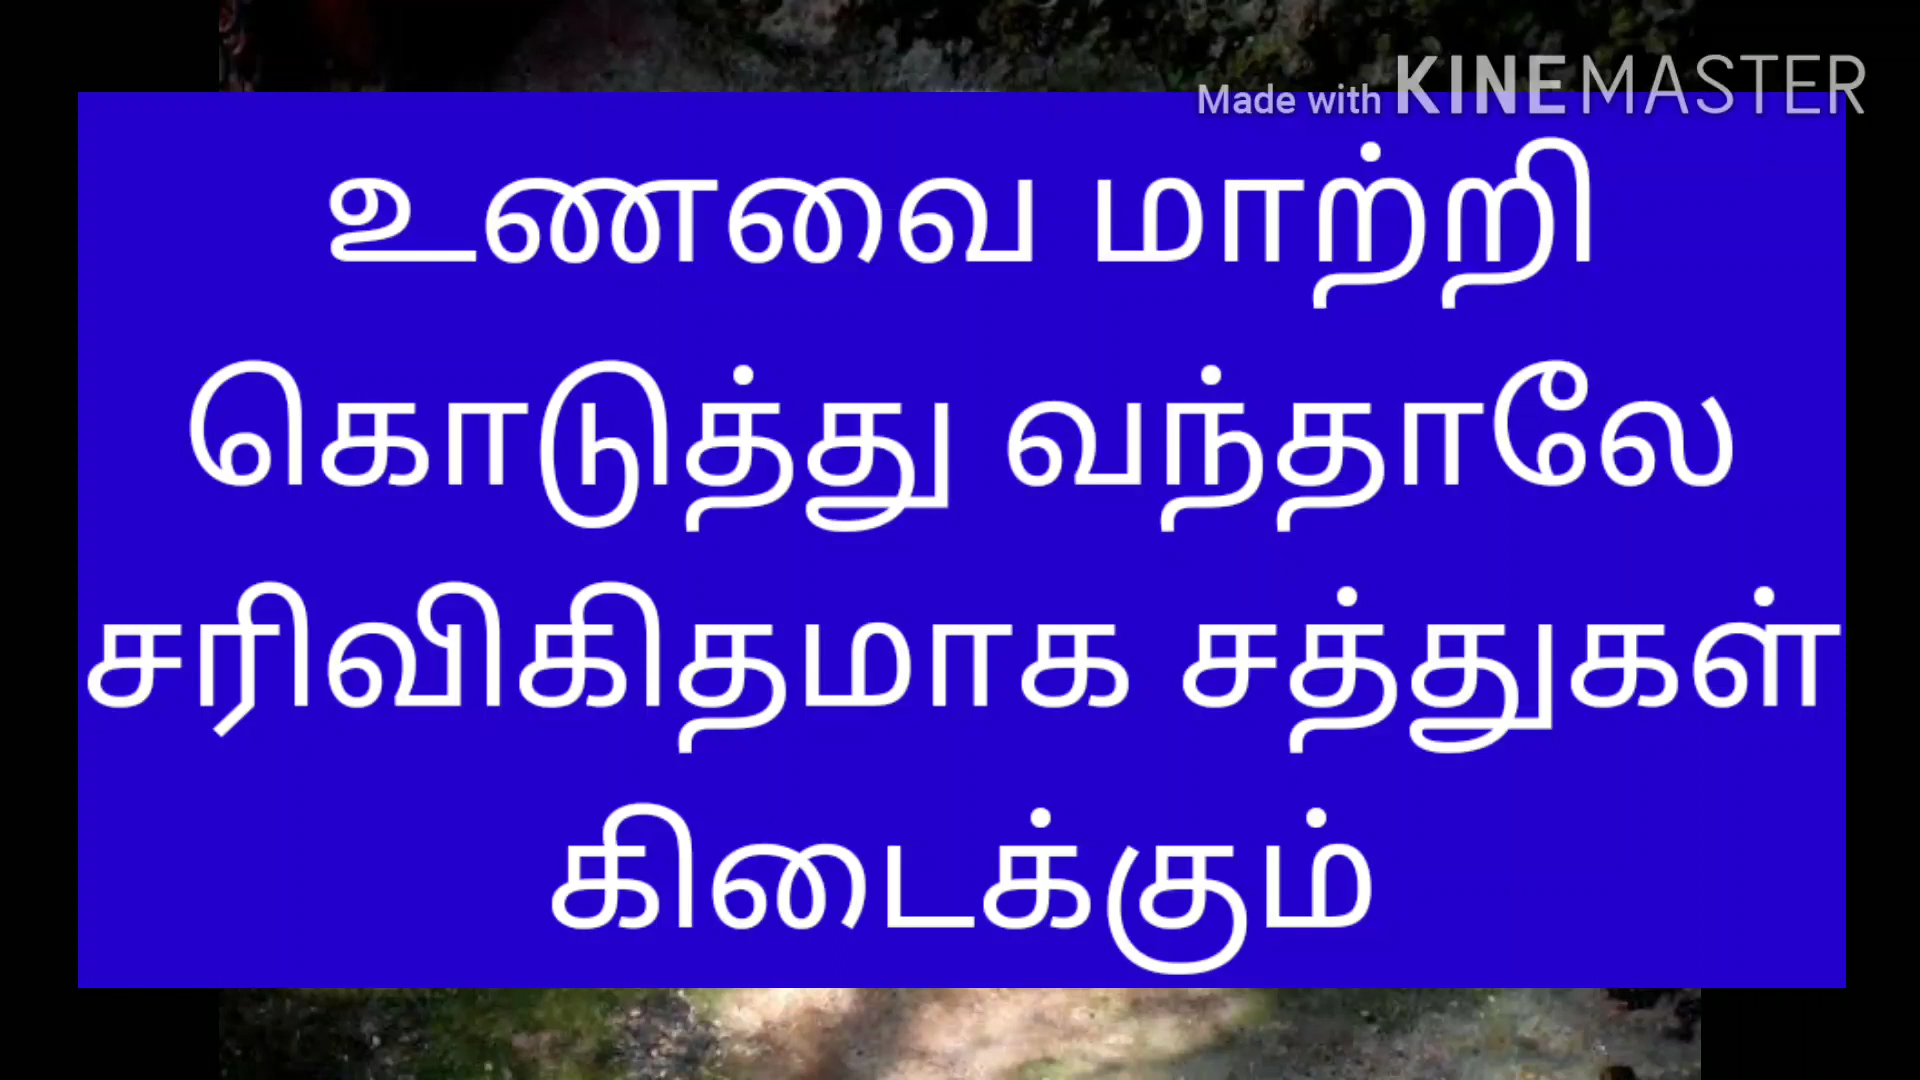 Made with KINEMASTER
உணவை மாற்றி
கொடுத்து வந்தாலே
சரிவிகிதமாக சத்துகள்
கிடைக்கும்